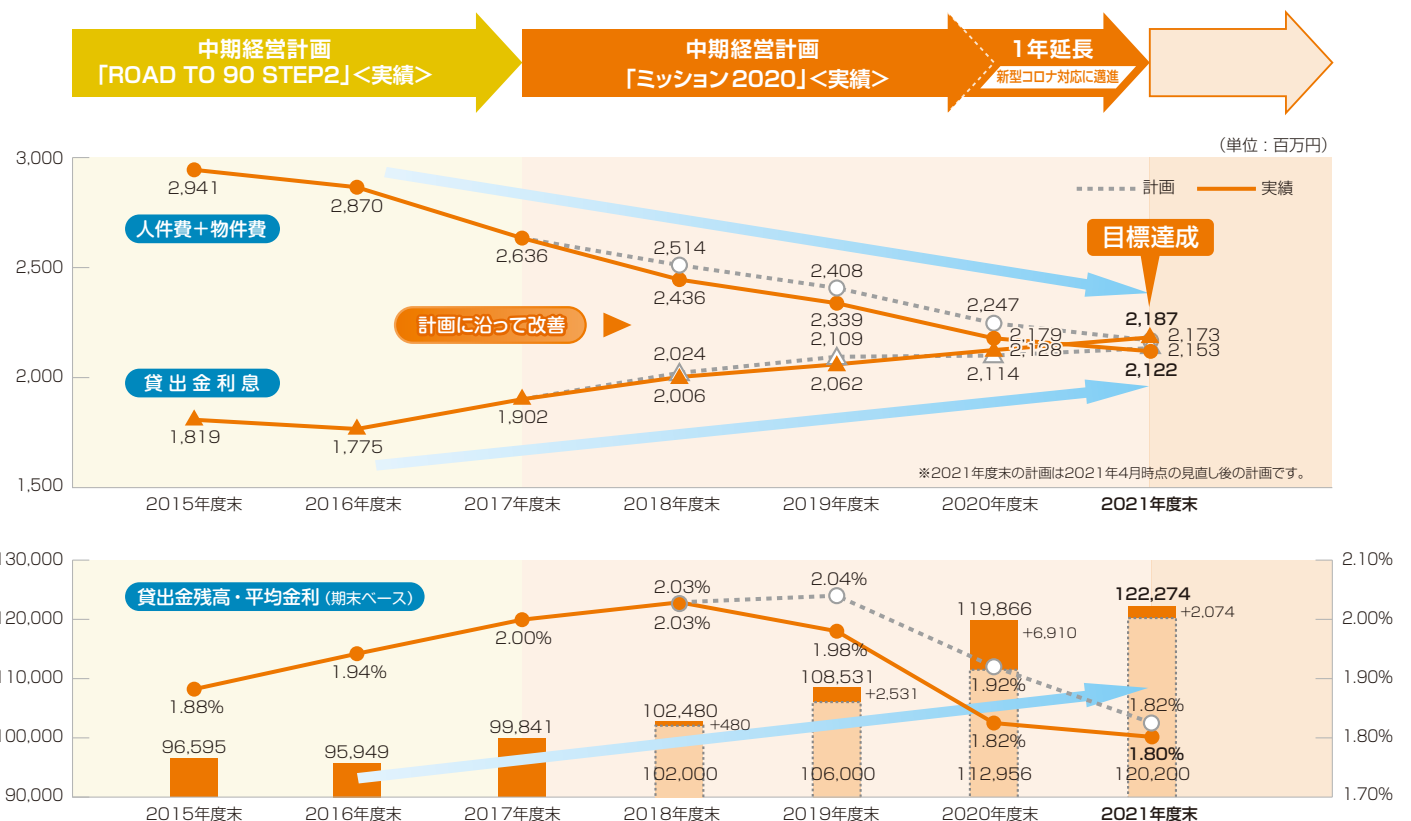 中期経営計画
「ROAD TO 90 STEP2」＜実績＞
中期経営計画
「ミッション2020」＜実績＞
1年延長
新型コロナ対応に邁進
（単位：百万円）
3,000
2,500
2,000
1,500
計画
実績
人件費＋物件費
2,941
2,870
2,636
2,514
2,436
2,408
2,339
2,247
2,179
2,173
2,122
目標達成
計画に沿って改善
貸出金利息
1,819
1,775
1,902
2,024
2,006
2,109
2,062
2,128
2,114
2,187
2,153
※2021年度末の計画は2021年4月時点の見直し後の計画です。
2015年度末
2016年度末
2017年度末
2018年度末
2019年度末
2020年度末
2021年度末
130,000
120,000
110,000
100,000
90,000
2.10%
2.00%
1.90%
1.80%
1.70%
貸出金残高・平均金利（期末ベース）
1.88%
1.94%
2.00%
2.03%
2.03%
2.04%
1.98%
1.92%
1.82%
1.82%
1.80%
96,595
95,949
99,841
102,480
+480
102,000
108,531
+2,531
106,000
119,866
+6,910
112,956
122,274
+2,074
120,200
2015年度末
2016年度末
2017年度末
2018年度末
2019年度末
2020年度末
2021年度末